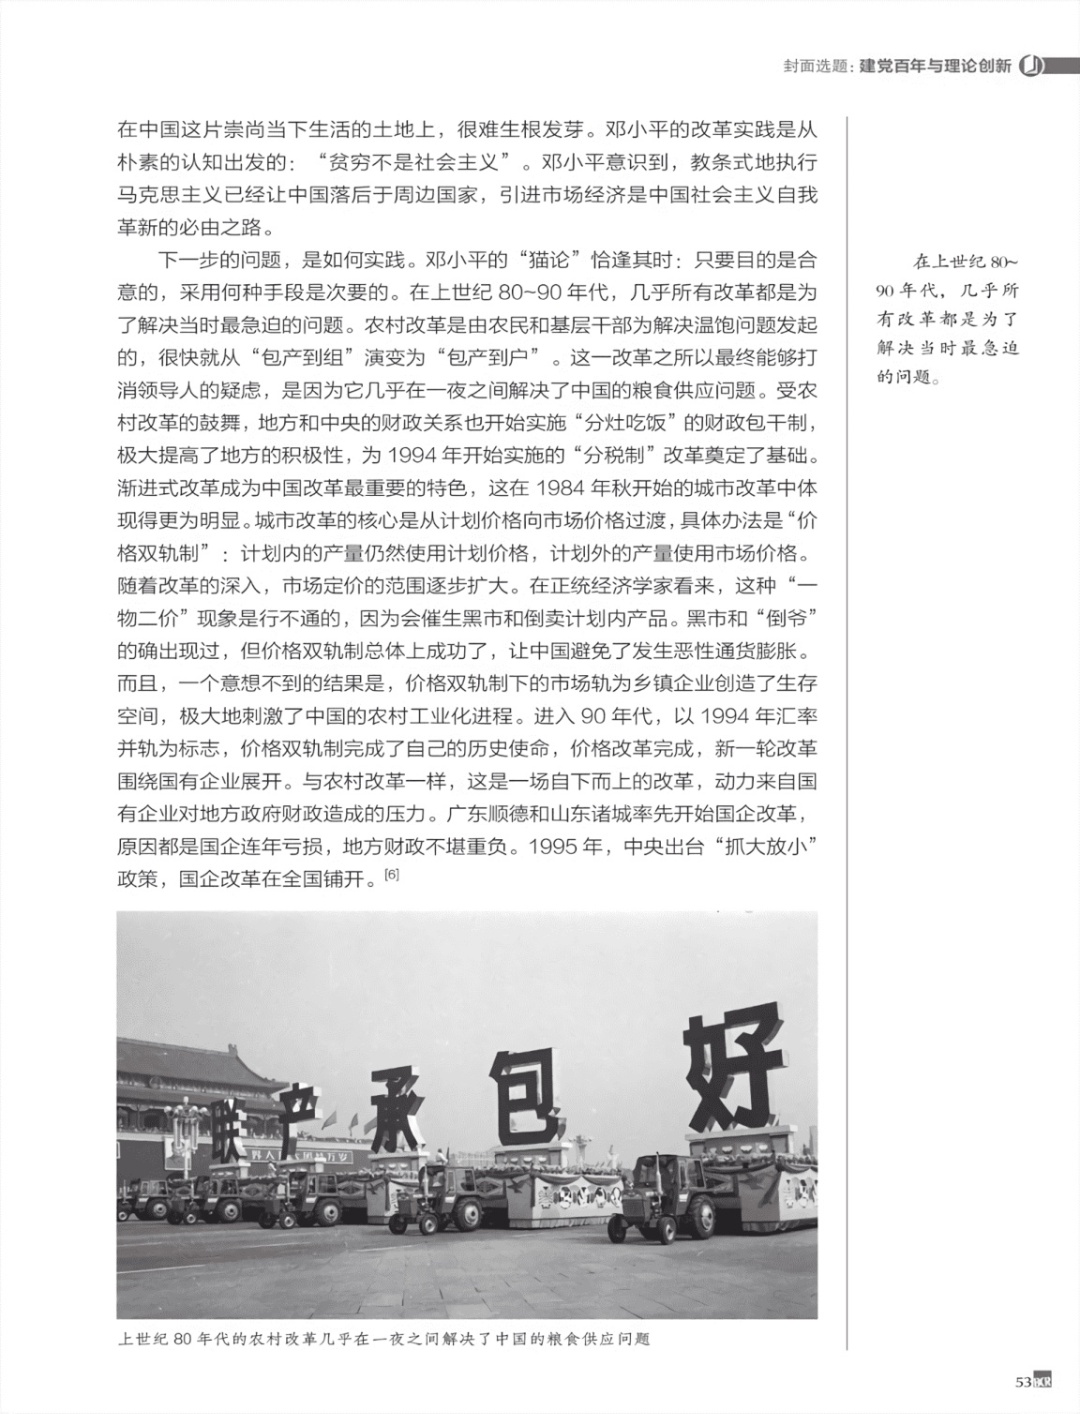 封面选题：建党百年与理论创新
在中国这片崇尚当下生活的土地上，很难生根发芽。邓小平的改革实践是从
朴素的认知出发的：“贫穷不是社会主义”。邓小平意识到，教条式地执行
马克思主义已经让中国落后于周边国家，引进市场经济是中国社会主义自我
革新的必由之路。
下一步的问题，是如何实践。邓小平的“猫论”恰逢其时：只要目的是合
意的，采用何种手段是次要的。在上世纪 80~90 年代，几乎所有改革都是为
了解决当时最急迫的问题。农村改革是由农民和基层干部为解决温饱问题发起
的，很快就从“包产到组”演变为“包产到户”。这一改革之所以最终能够打
消领导人的疑虑，是因为它几乎在一夜之间解决了中国的粮食供应问题。受农
村改革的鼓舞，地方和中央的财政关系也开始实施“分灶吃饭”的财政包干制，
极大提高了地方的积极性，为 1994 年开始实施的“分税制”改革奠定了基础。
渐进式改革成为中国改革最重要的特色，这在 1984 年秋开始的城市改革中体
现得更为明显。城市改革的核心是从计划价格向市场价格过渡，具体办法是“价
格双轨制”：计划内的产量仍然使用计划价格，计划外的产量使用市场价格。
随着改革的深入，市场定价的范围逐步扩大。在正统经济学家看来，这种“一
物二价”现象是行不通的，因为会催生黑市和倒卖计划内产品。黑市和“倒爷”
的确出现过，但价格双轨制总体上成功了，让中国避免了发生恶性通货膨胀。
而且，一个意想不到的结果是，价格双轨制下的市场轨为乡镇企业创造了生存
空间，极大地刺激了中国的农村工业化进程。进入 90 年代，以 1994 年汇率
并轨为标志，价格双轨制完成了自己的历史使命，价格改革完成，新一轮改革
围绕国有企业展开。与农村改革一样，这是一场自下而上的改革，动力来自国
有企业对地方政府财政造成的压力。广东顺德和山东诸城率先开始国企改革，
原因都是国企连年亏损，地方财政不堪重负。1995 年，中央出台“抓大放小”
政策，国企改革在全国铺开。[6]
在上世纪 80~
90 年代，几乎所
有改革都是为了
解决当时最急迫
的问题。
联产承包好
上世纪 80 年代的农村改革几乎在一夜之间解决了中国的粮食供应问题
53